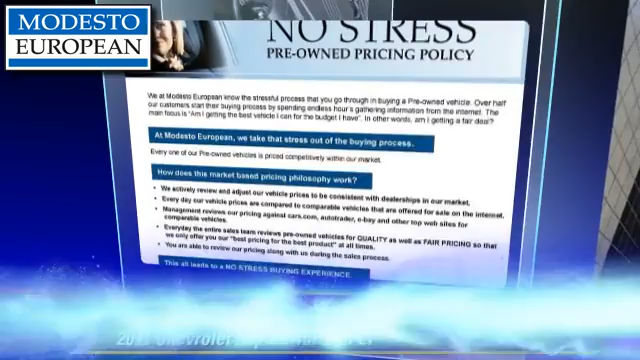 MODESTO
EUROPEAN
NO STRESS
PRE-OWNED PRICING POLICY
We at Modesto European know the stressful process that you go through in buying a Pre-owned vehicle. Over half
our customers start their buying process by spending endless hour's gathering information from the internet. The
main focus is "Am I getting the best vehicle I can for the budget I have". In other words, am I getting a fair deal?
At Modesto European, we take that stress out of the buying process.
Every one of our Pre-owned vehicles is priced competitively within our market.
How does this market based pricing philosophy work?
• We actively review and adjust our vehicle prices to be consistent with dealerships in our market.
• Every day our vehicle prices are compared to comparable vehicles that are offered for sale on the internet.
• Management reviews our pricing against cars.com, autotrader, e-bay and other top web sites for
comparable vehicles.
• Everyday the entire sales team reviews pre-owned vehicles for QUALITY as well as FAIR PRICING so that
we only offer you our "best pricing for the best product" at all times.
• You are able to review our pricing along with us during the sales process.
This all leads to a NO STRESS BUYING EXPERIENCE.
Chevrolet